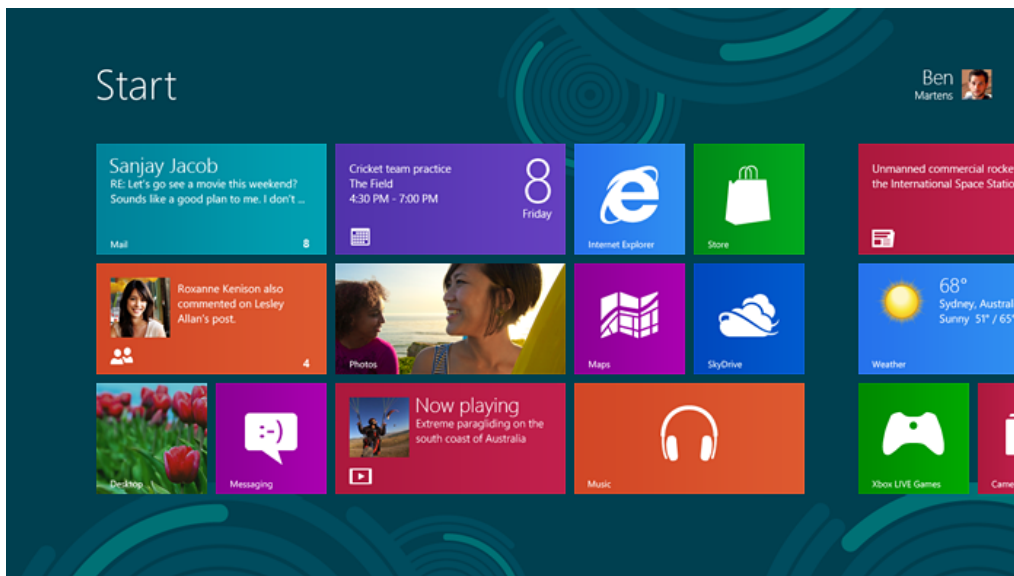 Start
Ben
Martens
Sanjay Jacob
RE: Let's go see a movie this weekend?
Sounds like a good plan to me. I don't ...
Mail
8
Cricket team practice
The Field
4:30 PM - 7:00 PM
8
Friday
Internet Explorer
Store
Unmanned commercial rocke
the International Space Statio
Roxanne Kenison also
commented on Lesley
Allan's post.
4
Photos
Maps
SkyDrive
68°
Sydney, Austral
Sunny 51° / 65°
Weather
Desktop
:-)
Messaging
Now playing
Extreme paragliding on the
south coast of Australia
Music
Xbox LIVE Games
Came